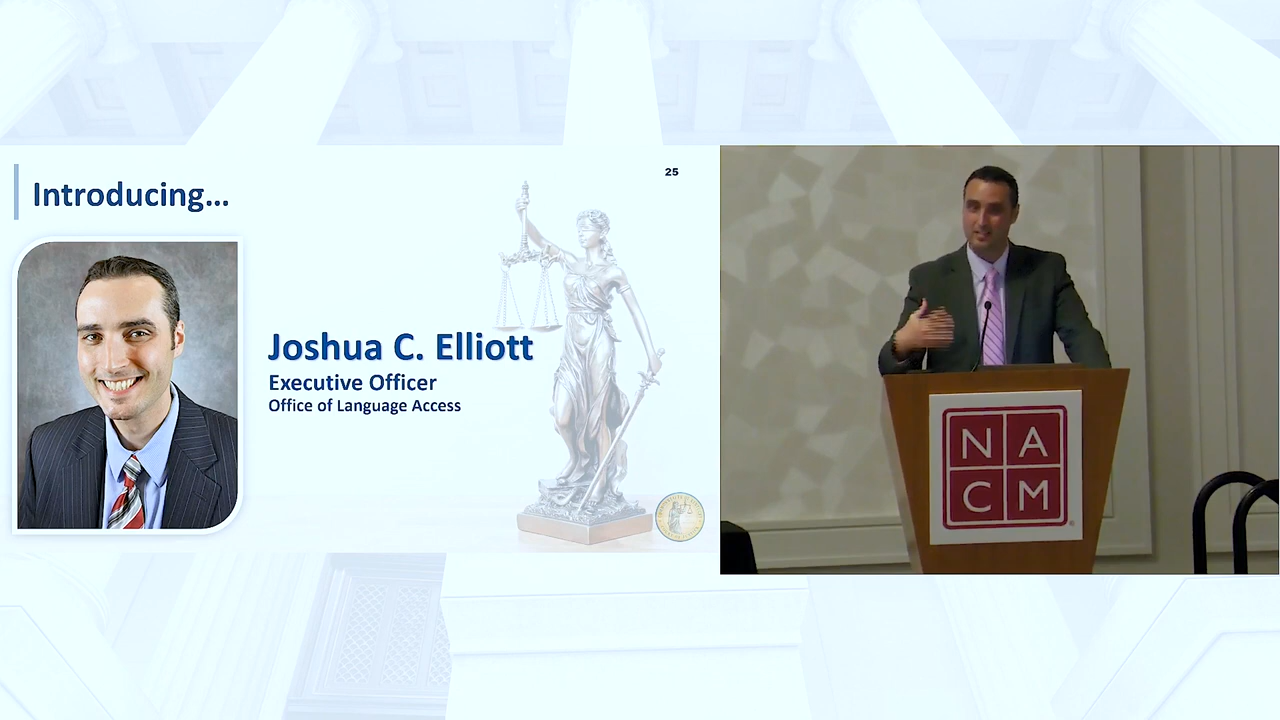 25
Introducing...
Joshua C. Elliott
Executive Officer
Office of Language Access
N A
C M